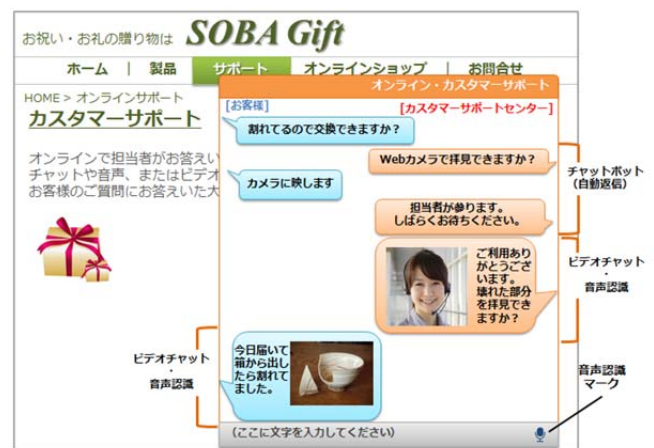 お祝い・お礼の贈り物は SOBA Gift
ホーム | 製品 サポート オンラインショップ | お問合せ
HOME > オンラインサポート
カスタマーサポート
オンラインで担当者がお答えい
チャットや音声、またはビデオ
お客様のご質問にお答えいた大
オンライン・カスタマーサポート
[お客様]
[カスタマーサポートセンター]
割れてるので交換できますか?
Webカメラで拝見できますか?
カメラに映します
担当者が参ります。
しばらくお待ちください。
チャットボット
(自動返信)
ご利用あり
がとうござ
います。
壊れた部分
を拝見でき
ますか?
ビデオチャット
・
音声認識
ビデオチャット
・
音声認識
今日届いて
箱から出し
たら割れて
ました。
音声認識
マーク
(ここに文字を入力してください)